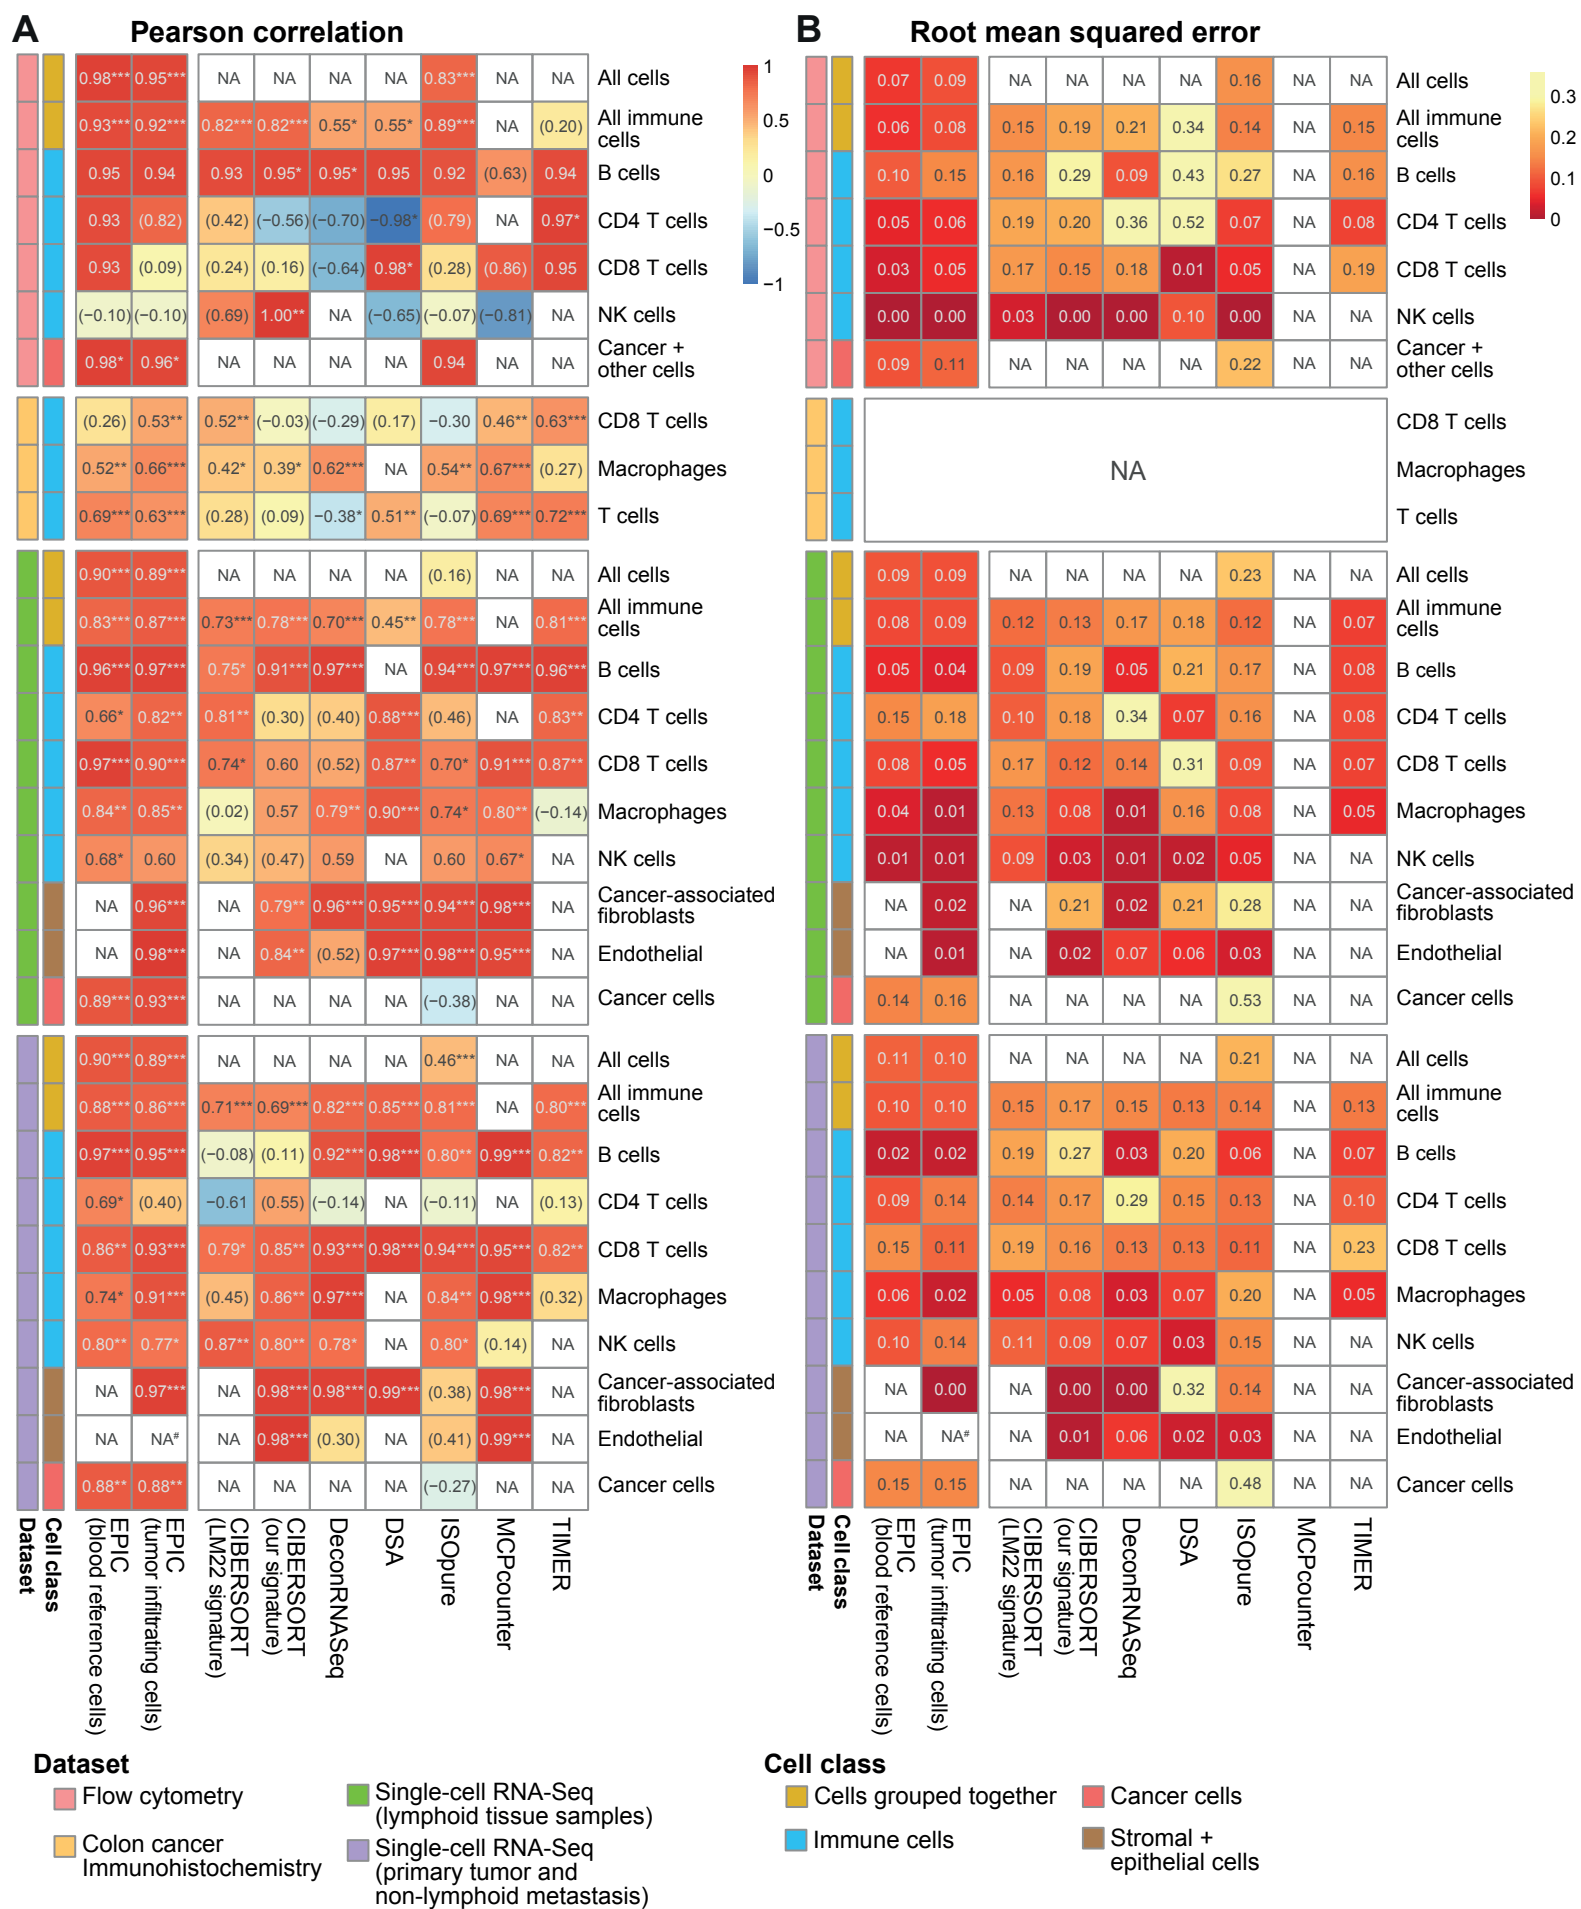 A Pearson correlation
0.98*** 0.95*** NA NA NA NA 0.83*** NA NA All cells
0.93*** 0.92*** 0.82*** 0.82*** 0.55* 0.55* 0.89*** NA (0.20) All immune
cells
0.95 0.94 0.93 0.95* 0.95* 0.95 0.92 (0.63) 0.94 B cells
0.93 (0.82) (0.42) (−0.56) (−0.70) −0.98* (0.79) NA 0.97* CD4 T cells
0.93 (0.09) (0.24) (0.16) (−0.64) 0.98* (0.28) (0.86) 0.95 CD8 T cells
(−0.10) (−0.10) (0.69) 1.00** NA (−0.65) (−0.07) (−0.81) NA NK cells
0.98* 0.96* NA NA NA NA 0.94 NA NA Cancer +
other cells
1
0.5
0
−0.5
−1
(0.26) 0.53** 0.52** (−0.03) (−0.29) (0.17) −0.30 0.46** 0.63*** CD8 T cells
0.52** 0.66*** 0.42* 0.39* 0.62*** NA 0.54** 0.67*** (0.27) Macrophages
0.69*** 0.63*** (0.28) (0.09) −0.38* 0.51** (−0.07) 0.69*** 0.72*** T cells
0.90*** 0.89*** NA NA NA NA (0.16) NA NA All cells
0.83*** 0.87*** 0.73*** 0.78*** 0.70*** 0.45** 0.78*** NA 0.81*** All immune
cells
0.96*** 0.97*** 0.75* 0.91*** 0.97*** NA 0.94*** 0.97*** 0.96*** B cells
0.66* 0.82** 0.81** (0.30) (0.40) 0.88*** (0.46) NA 0.83** CD4 T cells
0.97*** 0.90*** 0.74* 0.60 (0.52) 0.87** 0.70* 0.91*** 0.87** CD8 T cells
0.84** 0.85** (0.02) 0.57 0.79** 0.90*** 0.74* 0.80** (−0.14) Macrophages
0.68* 0.60 (0.34) (0.47) 0.59 NA 0.60 0.67* NA NK cells
NA 0.96*** NA 0.79** 0.96*** 0.95*** 0.94*** 0.98*** NA Cancer-associated
fibroblasts
NA 0.98*** NA 0.84** (0.52) 0.97*** 0.98*** 0.95*** NA Endothelial
0.89*** 0.93*** NA NA NA NA (−0.38) NA NA Cancer cells
0.90*** 0.89*** NA NA NA NA 0.46*** NA NA All cells
0.88*** 0.86*** 0.71*** 0.69*** 0.82*** 0.85*** 0.81*** NA 0.80*** All immune
cells
0.97*** 0.95*** (−0.08) (0.11) 0.92*** 0.98*** 0.80** 0.99*** 0.82** B cells
0.69* (0.40) −0.61 (0.55) (−0.14) NA (−0.11) NA (0.13) CD4 T cells
0.86** 0.93*** 0.79* 0.85** 0.93*** 0.98*** 0.94*** 0.95*** 0.82** CD8 T cells
0.74* 0.91*** (0.45) 0.86** 0.97*** NA 0.84** 0.98*** (0.32) Macrophages
0.80** 0.77* 0.87** 0.80** 0.78* NA 0.80* (0.14) NA NK cells
NA 0.97*** NA 0.98*** 0.98*** 0.99*** (0.38) 0.98*** NA Cancer-associated
fibroblasts
NA NA# NA 0.98*** (0.30) NA (0.41) 0.99*** NA Endothelial
0.88** 0.88** NA NA NA NA (−0.27) NA NA Cancer cells
Dataset
Cell class
EPIC
(blood reference cells)
EPIC
(tumor infiltrating cells)
CIBERSORT
(LM22 signature)
CIBERSORT
(our signature)
DeconRNASeq
DSA
ISOpure
MCPcounter
TIMER
B Root mean squared error
0.07 0.09 NA NA NA NA 0.16 NA NA All cells
0.06 0.08 0.15 0.19 0.21 0.34 0.14 NA 0.15 All immune
cells
0.10 0.15 0.16 0.29 0.09 0.43 0.27 NA 0.16 B cells
0.05 0.06 0.19 0.20 0.36 0.52 0.07 NA 0.08 CD4 T cells
0.03 0.05 0.17 0.15 0.18 0.01 0.05 NA 0.19 CD8 T cells
0.00 0.00 0.03 0.00 0.00 0.10 0.00 NA NA NK cells
0.09 0.11 NA NA NA NA 0.22 NA NA Cancer +
other cells
0.3
0.2
0.1
0
CD8 T cells
NA Macrophages
T cells
0.09 0.09 NA NA NA NA 0.23 NA NA All cells
0.08 0.09 0.12 0.13 0.17 0.18 0.12 NA 0.07 All immune
cells
0.05 0.04 0.09 0.19 0.05 0.21 0.17 NA 0.08 B cells
0.15 0.18 0.10 0.18 0.34 0.07 0.16 NA 0.08 CD4 T cells
0.08 0.05 0.17 0.12 0.14 0.31 0.09 NA 0.07 CD8 T cells
0.04 0.01 0.13 0.08 0.01 0.16 0.08 NA 0.05 Macrophages
0.01 0.01 0.09 0.03 0.01 0.02 0.05 NA NA NK cells
NA 0.02 NA 0.21 0.02 0.21 0.28 NA NA Cancer-associated
fibroblasts
NA 0.01 NA 0.02 0.07 0.06 0.03 NA NA Endothelial
0.14 0.16 NA NA NA NA 0.53 NA NA Cancer cells
0.11 0.10 NA NA NA NA 0.21 NA NA All cells
0.10 0.10 0.15 0.17 0.15 0.13 0.14 NA 0.13 All immune
cells
0.02 0.02 0.19 0.27 0.03 0.20 0.06 NA 0.07 B cells
0.09 0.14 0.14 0.17 0.29 0.15 0.13 NA 0.10 CD4 T cells
0.15 0.11 0.19 0.16 0.13 0.13 0.11 NA 0.23 CD8 T cells
0.06 0.02 0.05 0.08 0.03 0.07 0.20 NA 0.05 Macrophages
0.10 0.14 0.11 0.09 0.07 0.03 0.15 NA NA NK cells
NA 0.00 NA 0.00 0.00 0.32 0.14 NA NA Cancer-associated
fibroblasts
NA NA# NA 0.01 0.06 0.02 0.03 NA NA Endothelial
0.15 0.15 NA NA NA NA 0.48 NA NA Cancer cells
Dataset
Cell class
EPIC
(blood reference cells)
EPIC
(tumor infiltrating cells)
CIBERSORT
(LM22 signature)
CIBERSORT
(our signature)
DeconRNASeq
DSA
ISOpure
MCPcounter
TIMER
Dataset
Flow cytometry
Colon cancer
Immunohistochemistry
Single-cell RNA-Seq
(lymphoid tissue samples)
Single-cell RNA-Seq
(primary tumor and
non-lymphoid metastasis)
Cell class
Cells grouped together
Immune cells
Cancer cells
Stromal +
epithelial cells